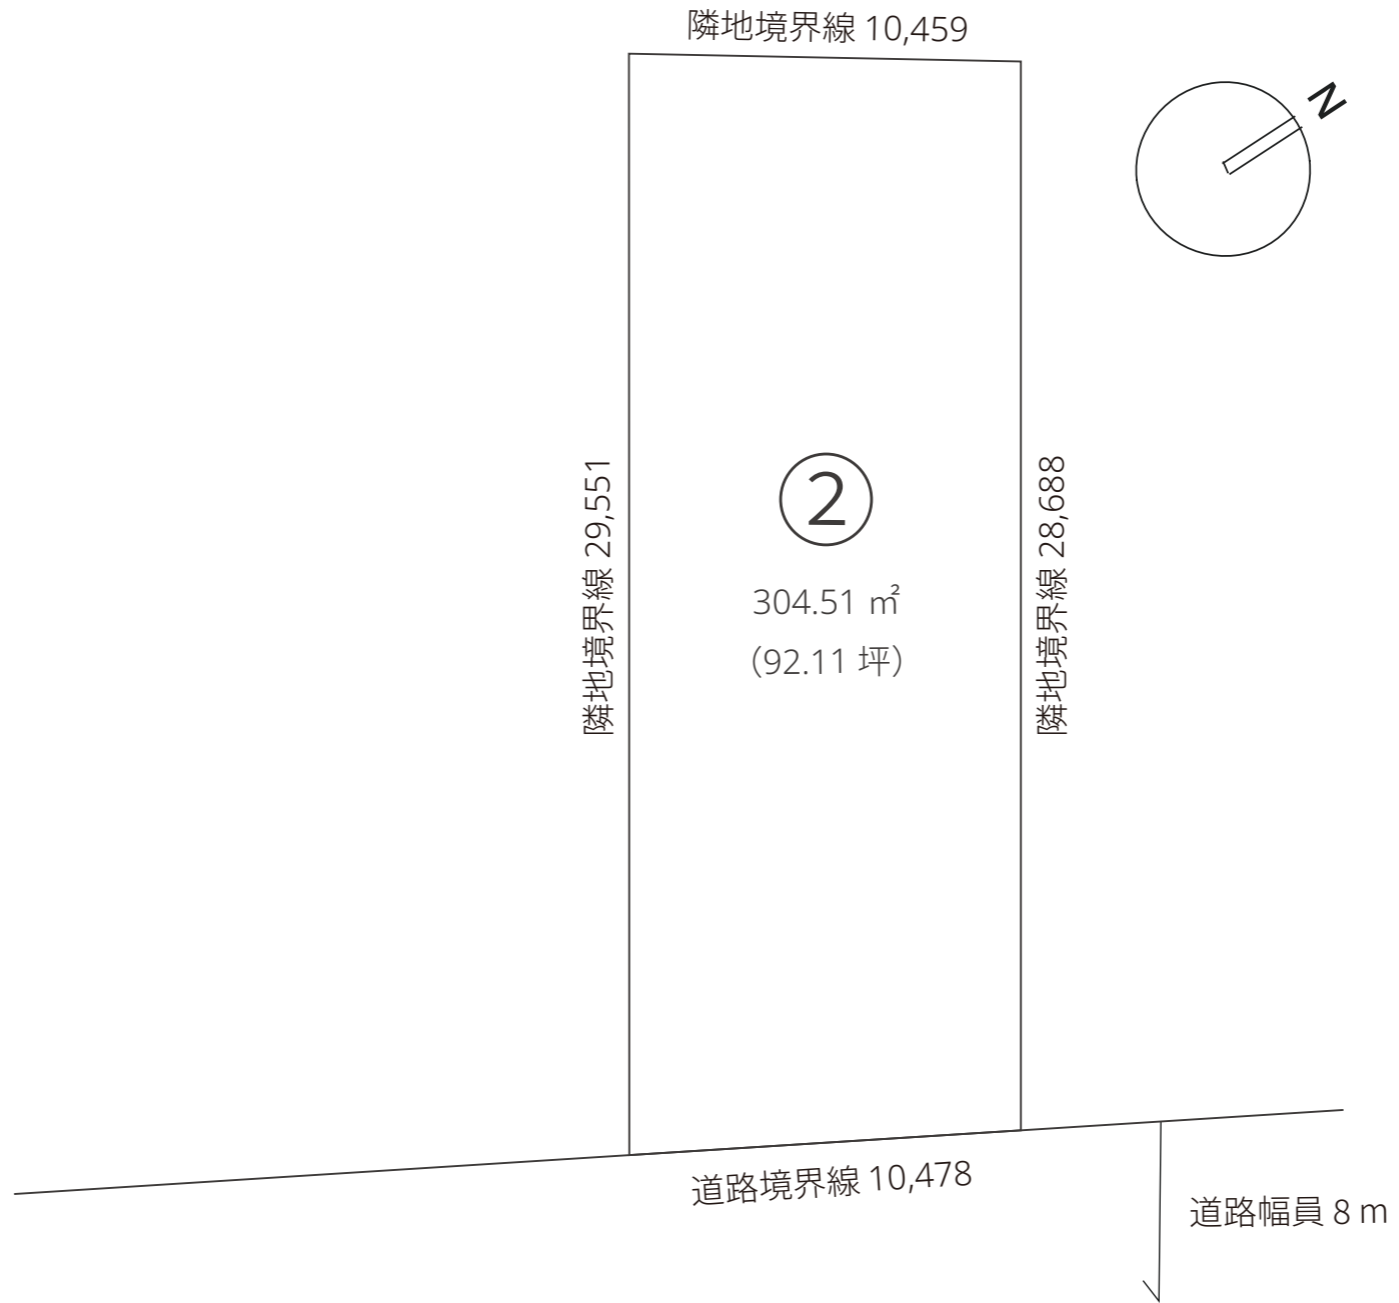 隣地境界線 10,459
N
隣地境界線 29,551
2
304.51 ㎡
(92.11 坪)
隣地境界線 28,688
道路境界線 10,478
道路幅員 8 m